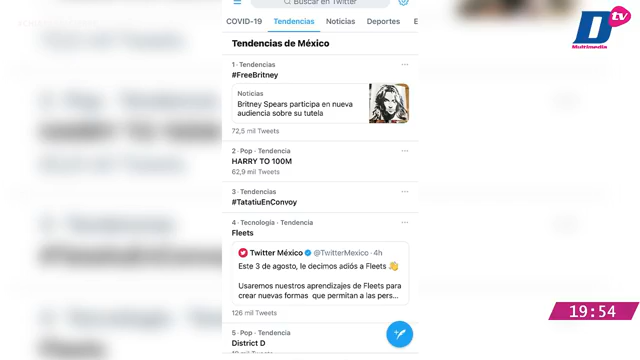 Buscar en Twitter
COVID-19 Tendencias Noticias Deportes E
Tendencias de México
1 · Tendencias
#FreeBritney
Noticias
Britney Spears participa en nueva
audiencia sobre su tutela
72,5 mil Tweets
2 · Pop · Tendencia
HARRY TO 100M
62,9 mil Tweets
3 · Tendencias
#TatatiuEnConvoy
4 · Tecnología · Tendencia
Fleets
Twitter México @TwitterMexico · 4h
Este 3 de agosto, le decimos adiós a Fleets 👋
Usaremos nuestros aprendizajes de Fleets para
crear nuevas formas que permitan a las pers...
126 mil Tweets
5 · Pop · Tendencia
District D
D tv
Multimedia
19:54